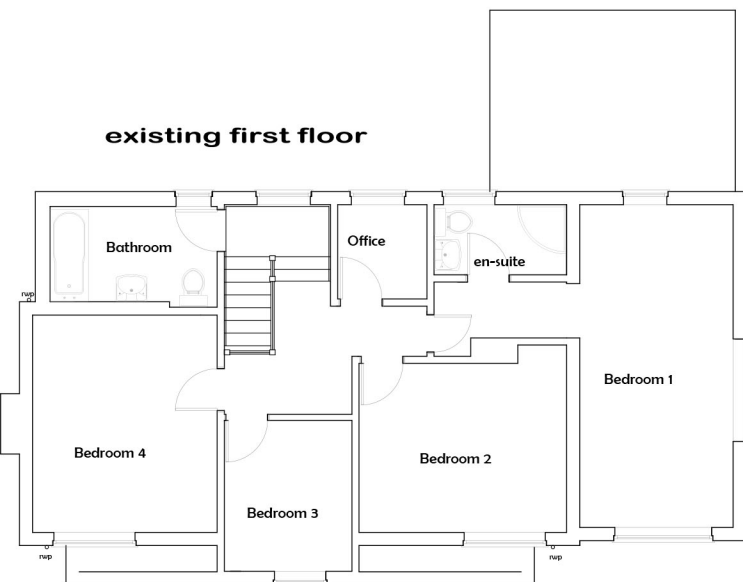 existing first floor
Bathroom
Office
en-suite
rwp
Bedroom 1
Bedroom 4
Bedroom 2
Bedroom 3
rwp
rwp